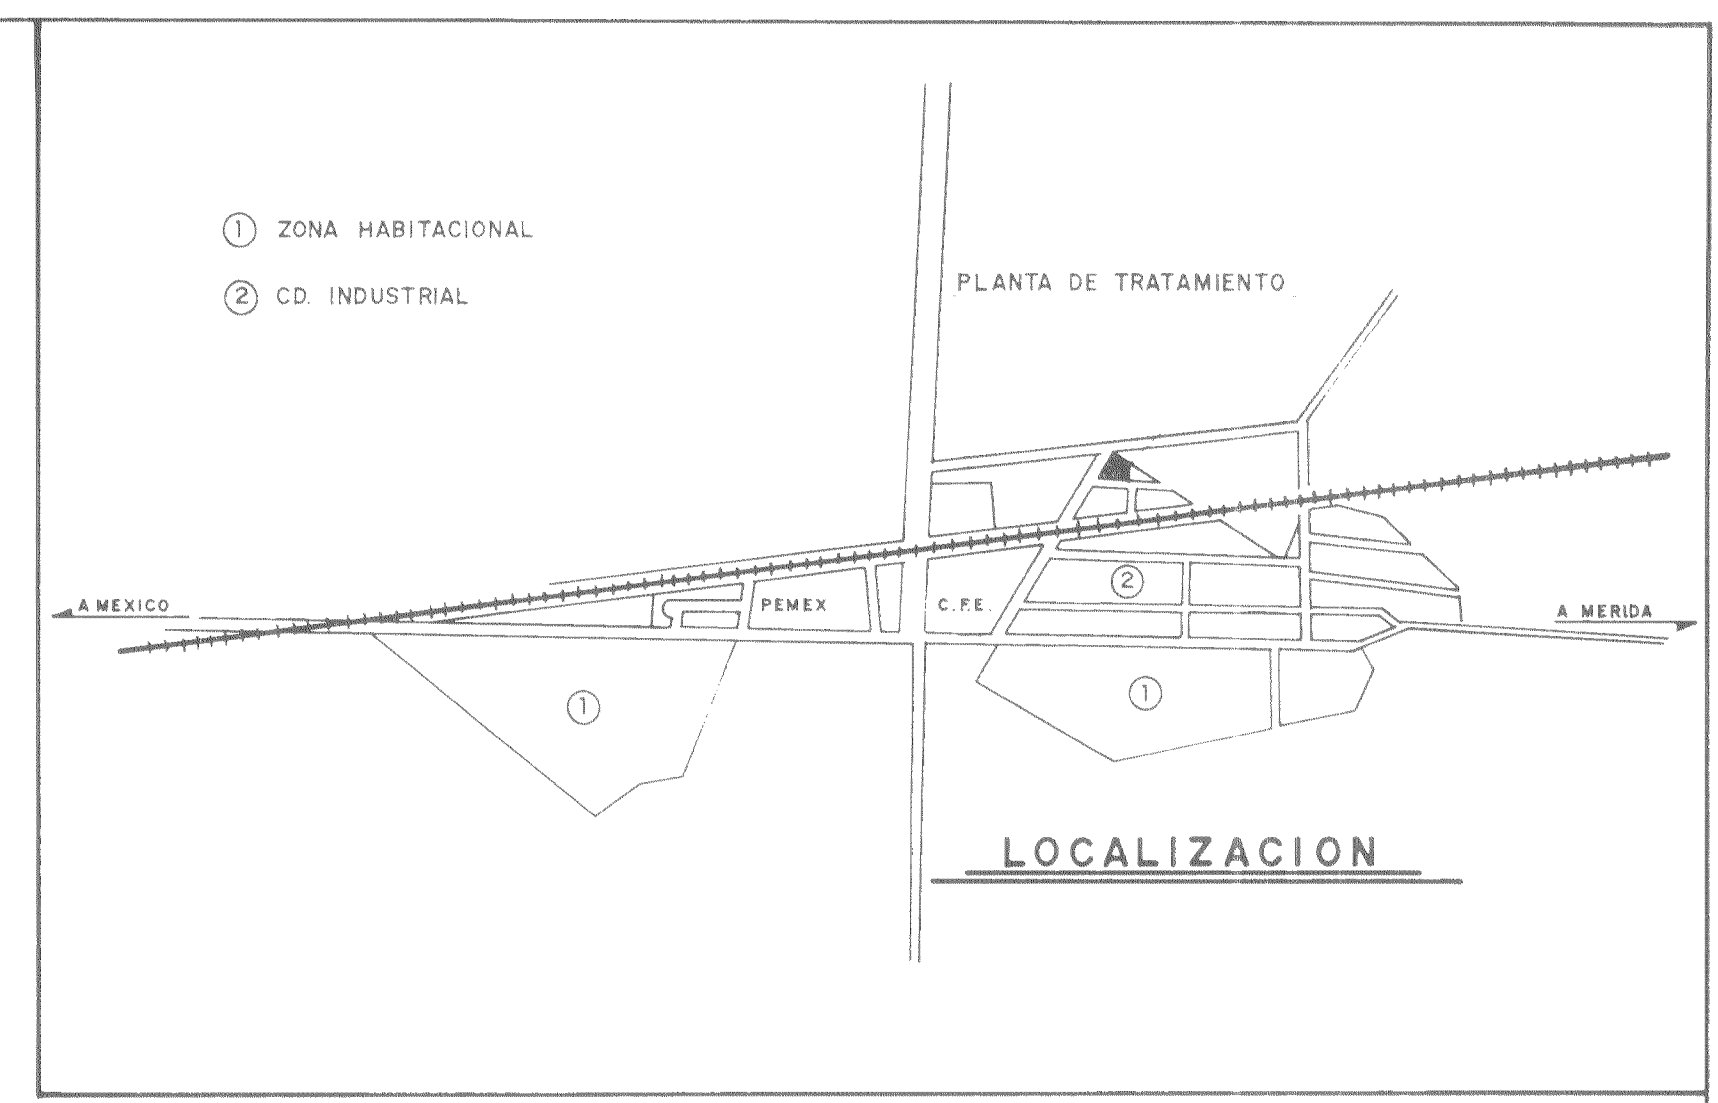 ① ZONA HABITACIONAL
② CD. INDUSTRIAL
PLANTA DE TRATAMIENTO
A MEXICO
PEMEX
C.F.E.
②
A MERIDA
①
①
LOCALIZACION